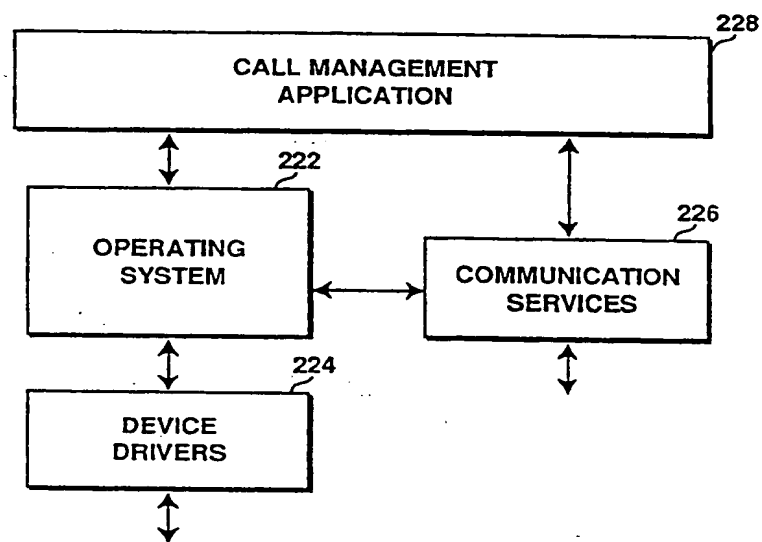 228
CALL MANAGEMENT
APPLICATION
222
OPERATING
SYSTEM
226
COMMUNICATION
SERVICES
224
DEVICE
DRIVERS